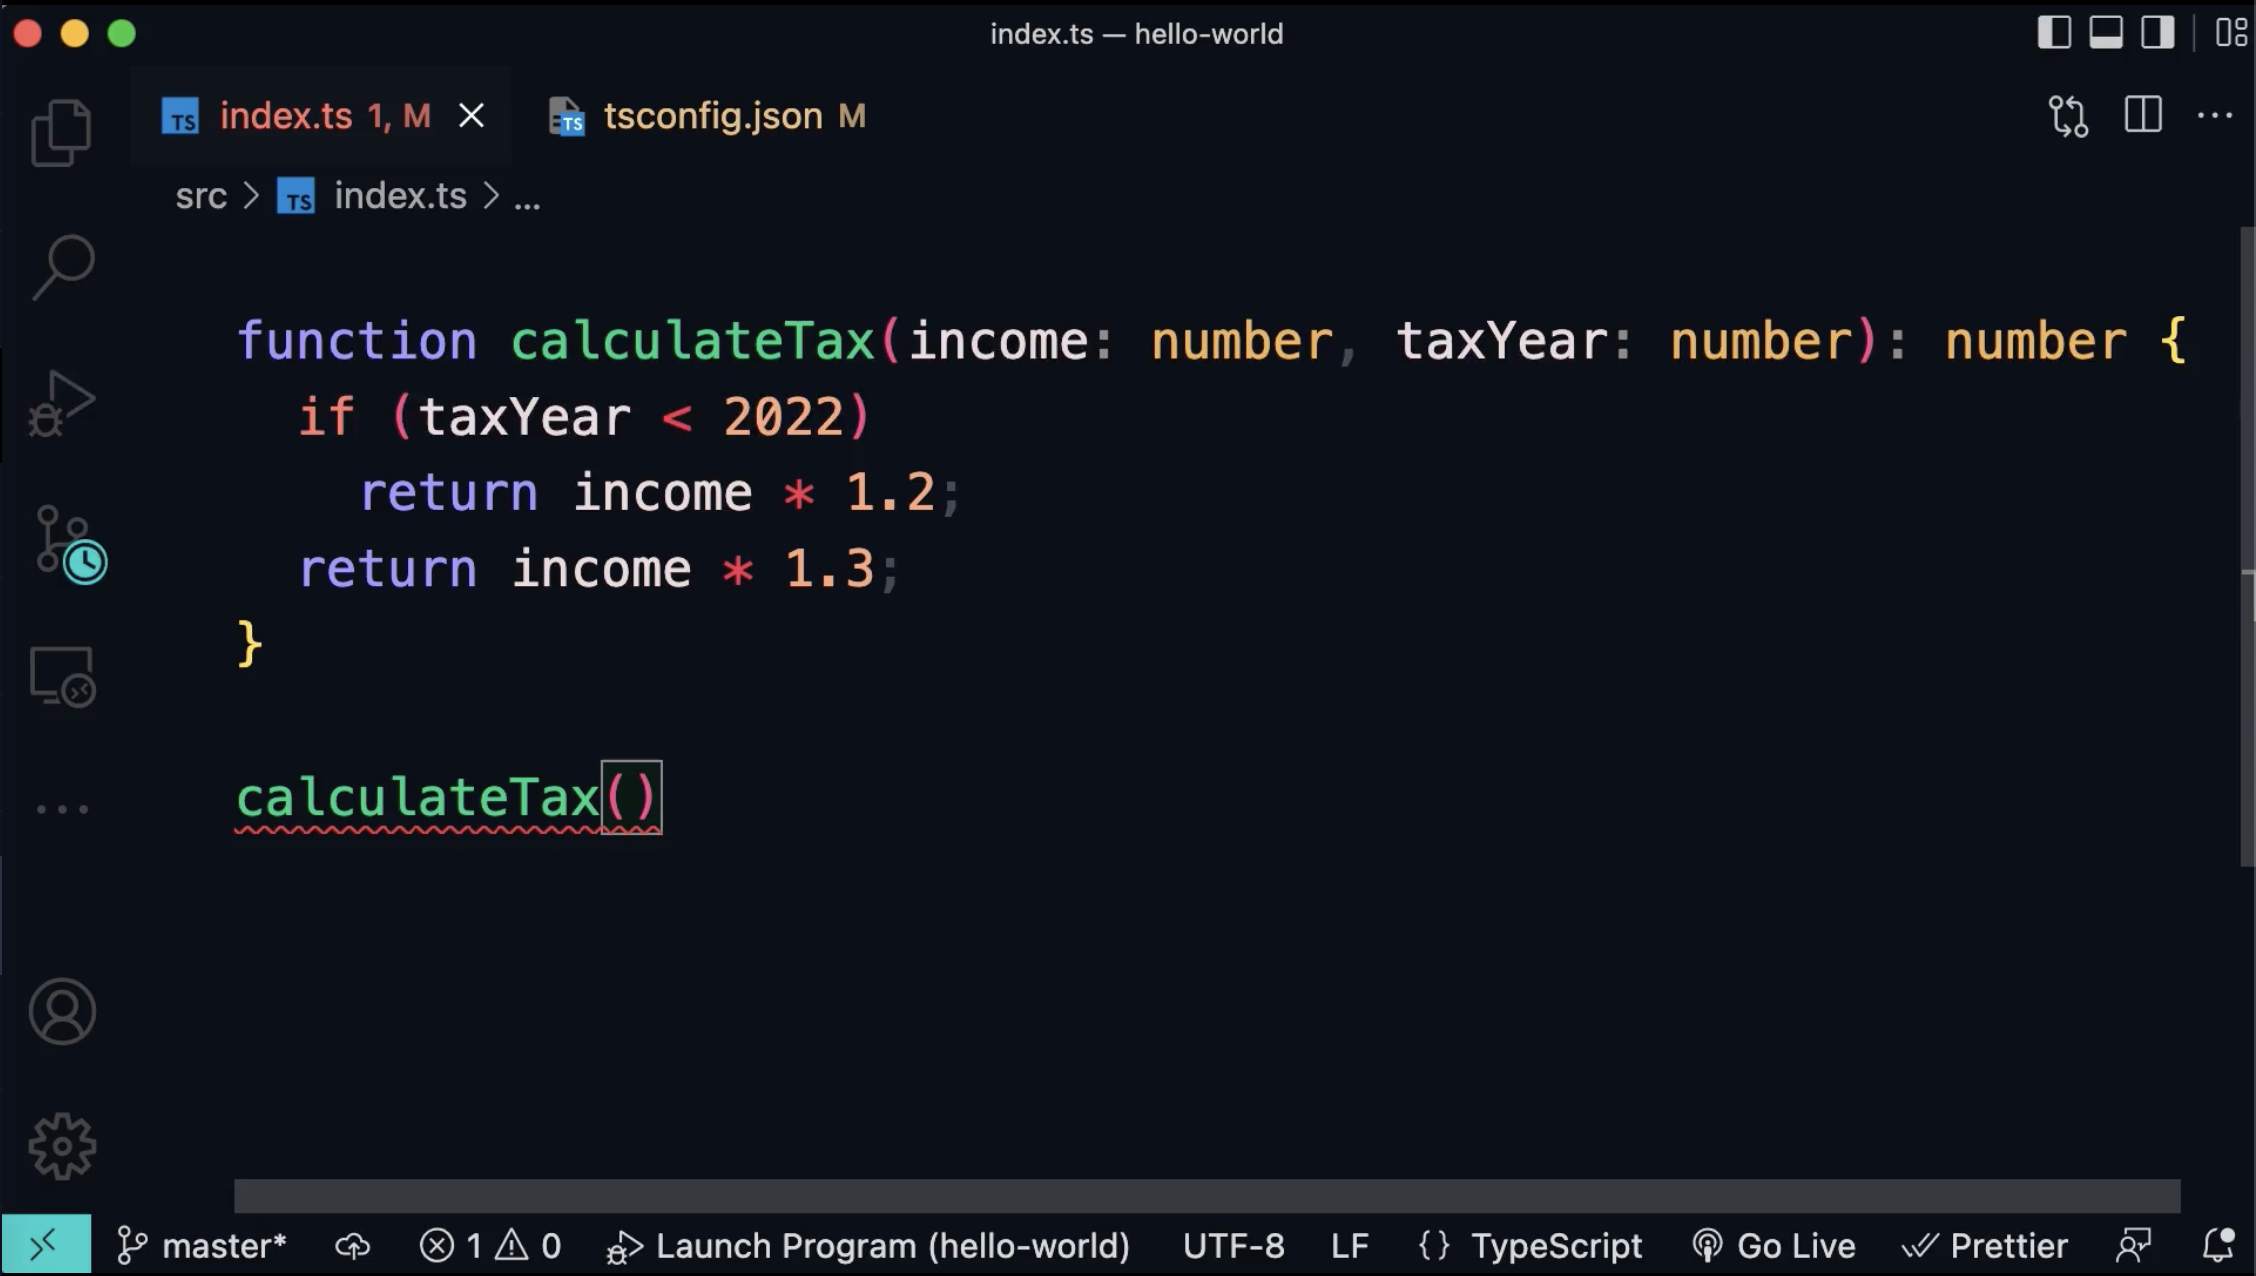 index.ts — hello-world
TS index.ts 1, M TS tsconfig.json M
src > TS index.ts > ...
function calculateTax(income: number, taxYear: number): number {
if (taxYear < 2022)
return income * 1.2;
return income * 1.3;
}
calculateTax()
master* 1 0 Launch Program (hello-world) UTF-8 LF {} TypeScript Go Live Prettier